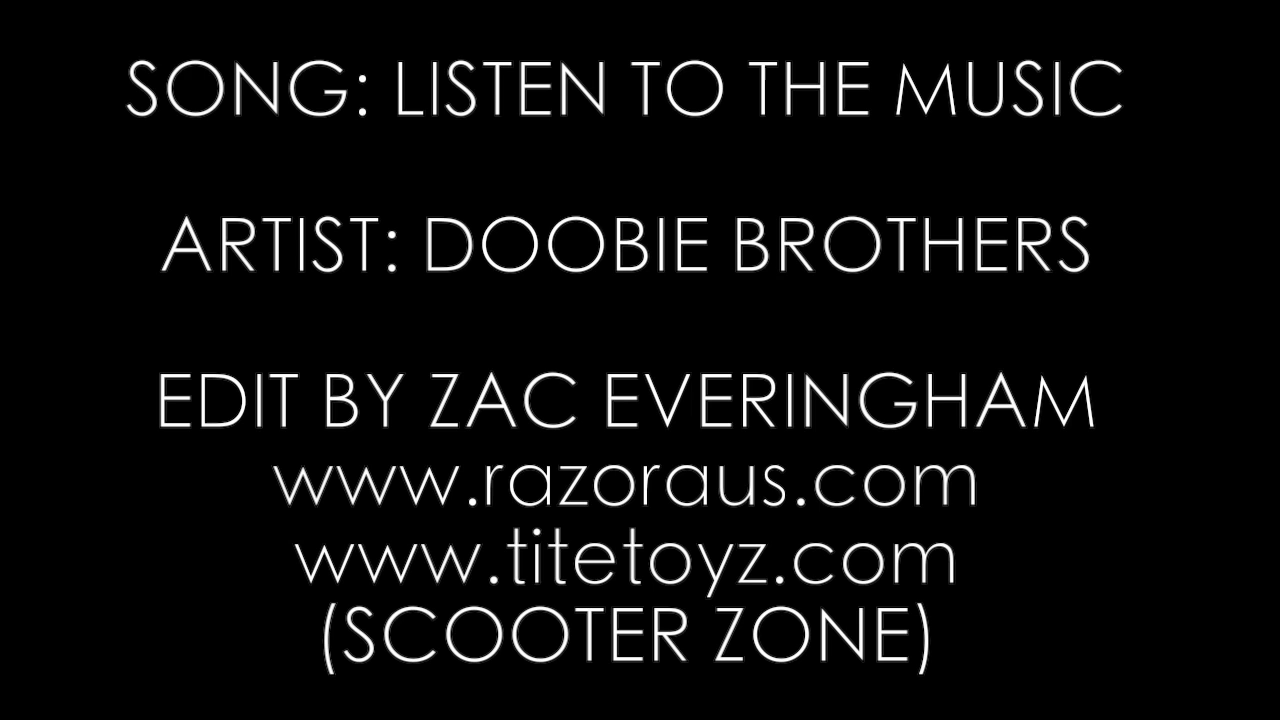 SONG: LISTEN TO THE MUSIC
ARTIST: DOOBIE BROTHERS
EDIT BY ZAC EVERINGHAM
www.razoraus.com
www.titetoyz.com
(SCOOTER ZONE)